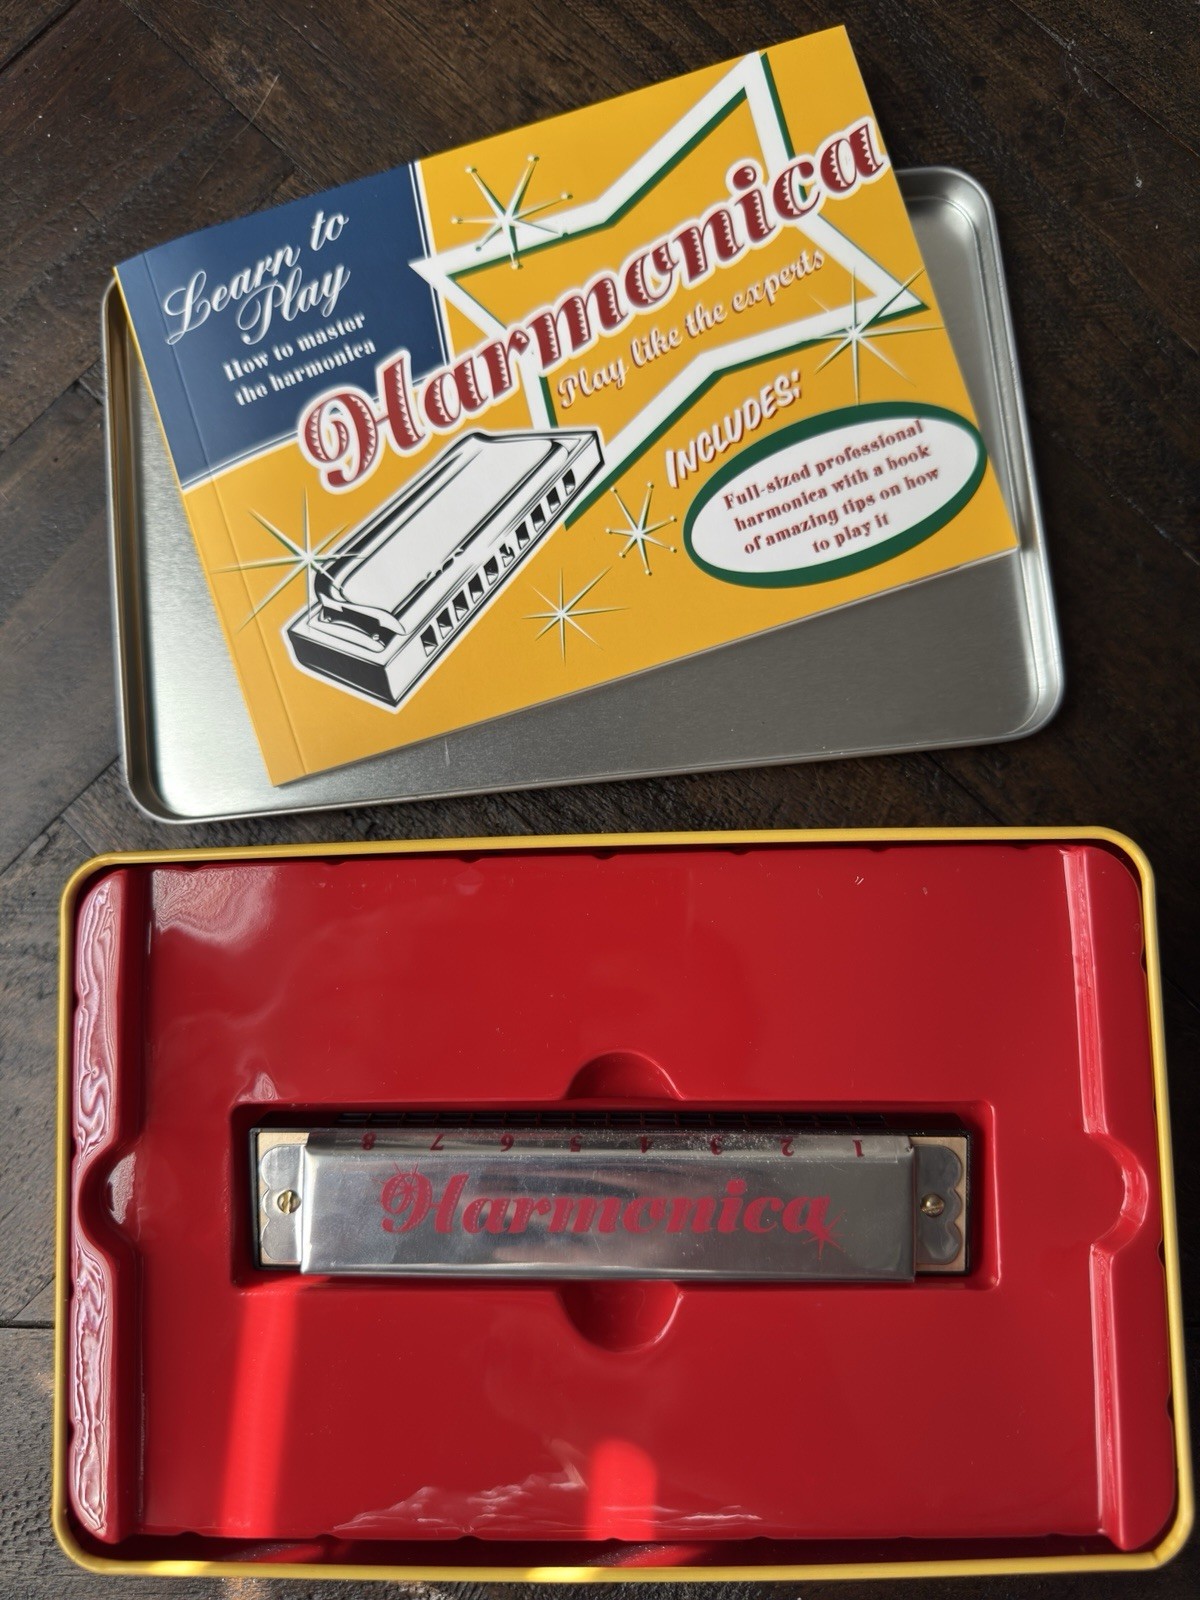 Learn to
Play
How to master
the harmonica
Harmonica
Play like the experts
INCLUDES:
Full-sized professional
harmonica with a book
of amazing tips on how
to play it
8 7 6 5 4 3 2 1
Harmonica